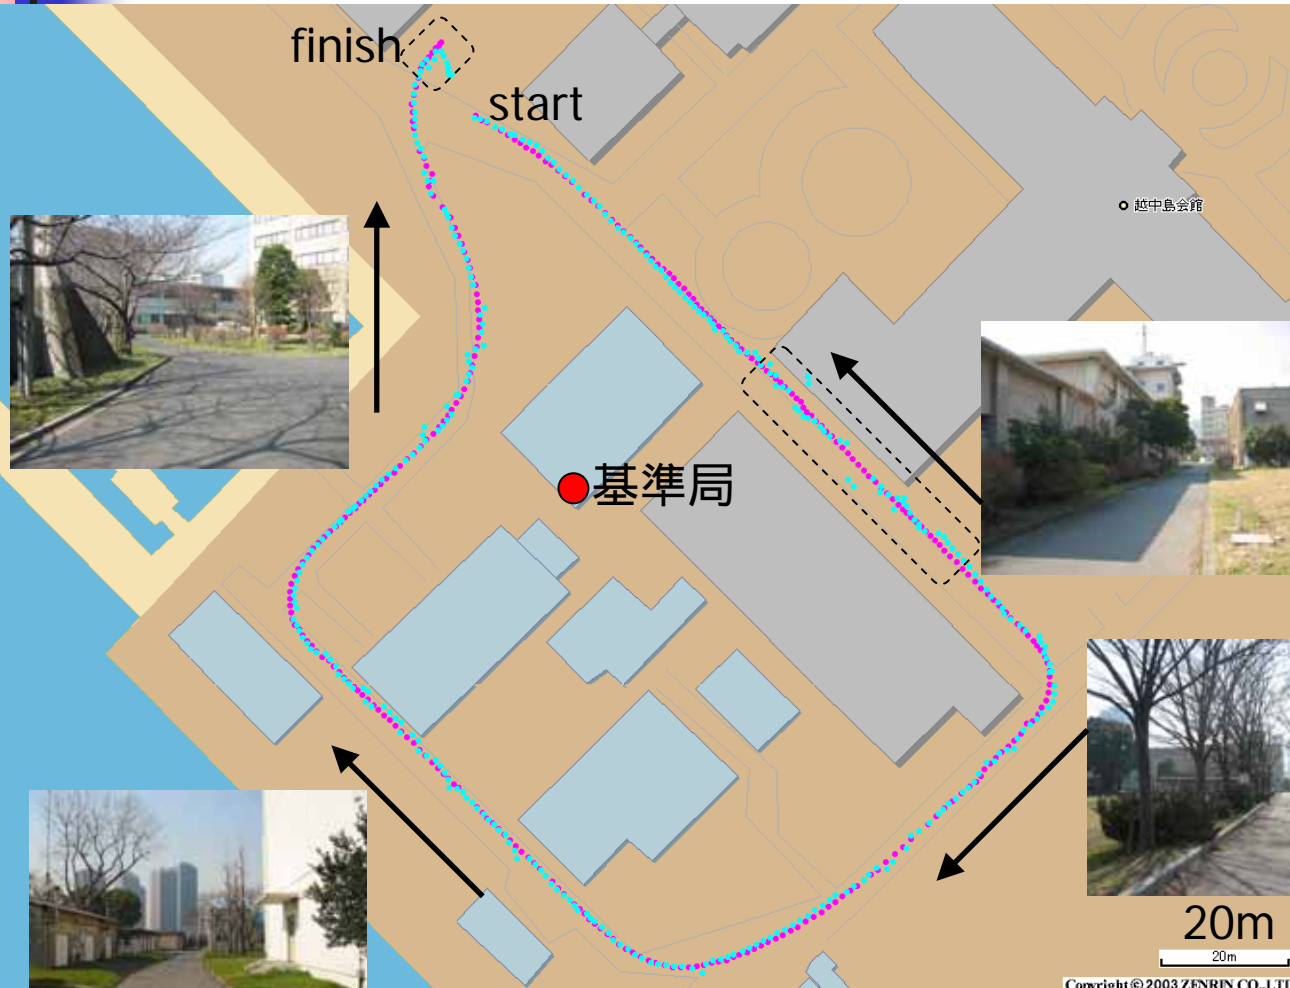 finish
start
越中島会館
基準局
20m
20m
Copyright © 2003 ZENRIN CO.,LTD